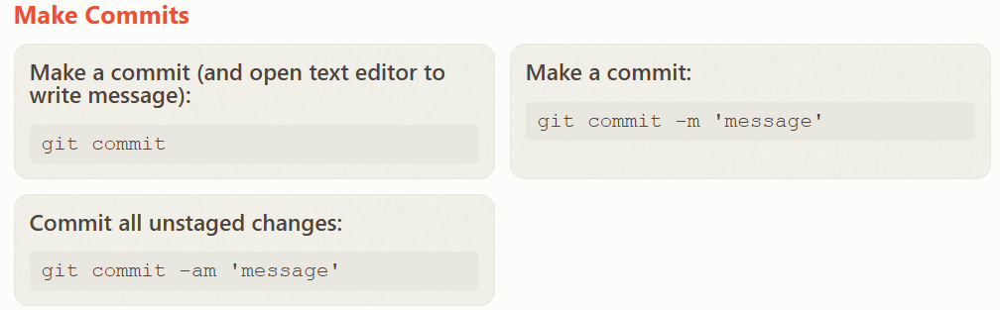 Make Commits
Make a commit (and open text editor to
write message):
git commit
Make a commit:
git commit -m 'message'
Commit all unstaged changes:
git commit -am 'message'